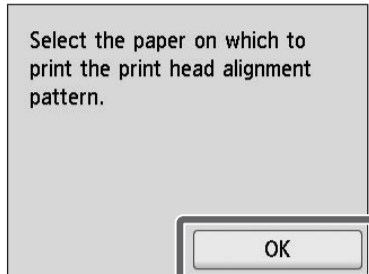 Select the paper on which to
print the print head alignment
pattern.
OK